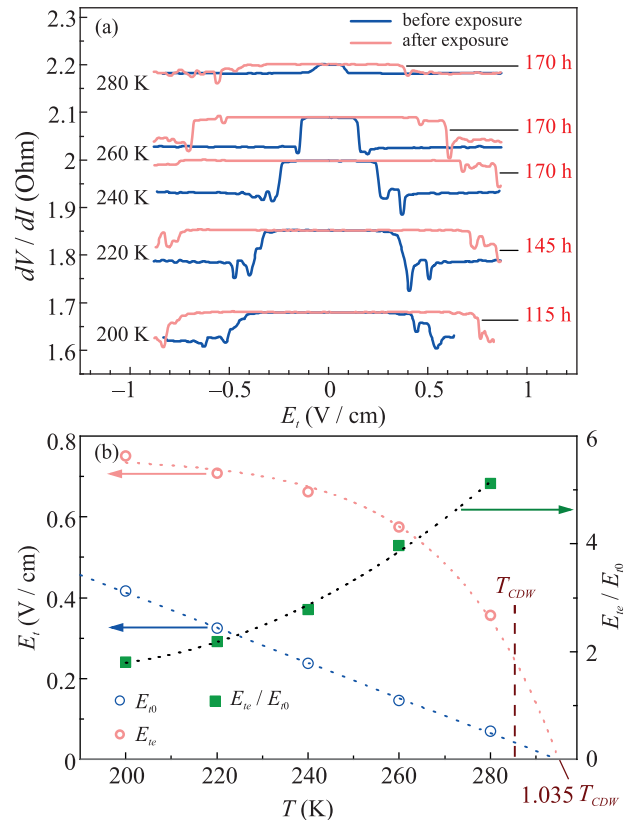 (a)
before exposure
after exposure
2.3
2.2
2.1
2
1.9
1.8
1.7
1.6
dV / dI (Ohm)
280 K
170 h
260 K
170 h
240 K
170 h
220 K
145 h
200 K
115 h
−1
−0.5
0
0.5
1
E_t (V / cm)
(b)
0.8
0.6
0.4
0.2
0
E_t (V / cm)
6
4
2
0
E_te / E_t0
T_CDW
E_t0
E_te / E_t0
E_te
200
220
240
260
280
1.035 T_CDW
T (K)